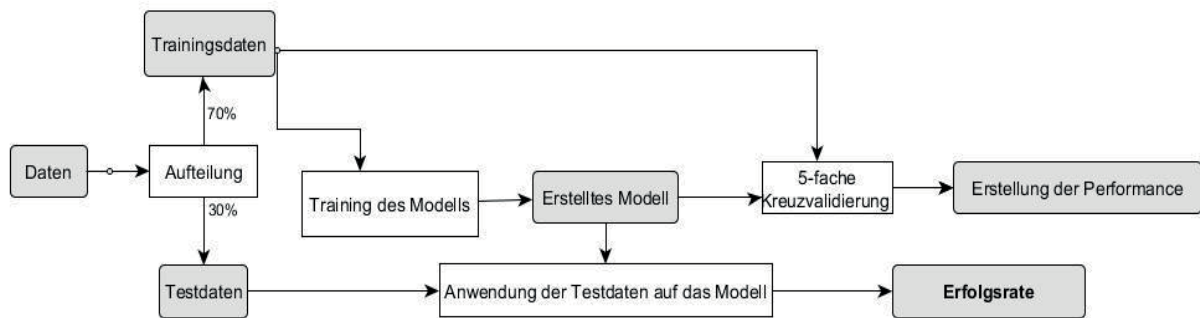 Trainingsdaten
70%
Daten
Aufteilung
30%
Training des Modells
Erstelltes Modell
5-fache
Kreuzvalidierung
Erstellung der Performance
Testdaten
Anwendung der Testdaten auf das Modell
Erfolgsrate